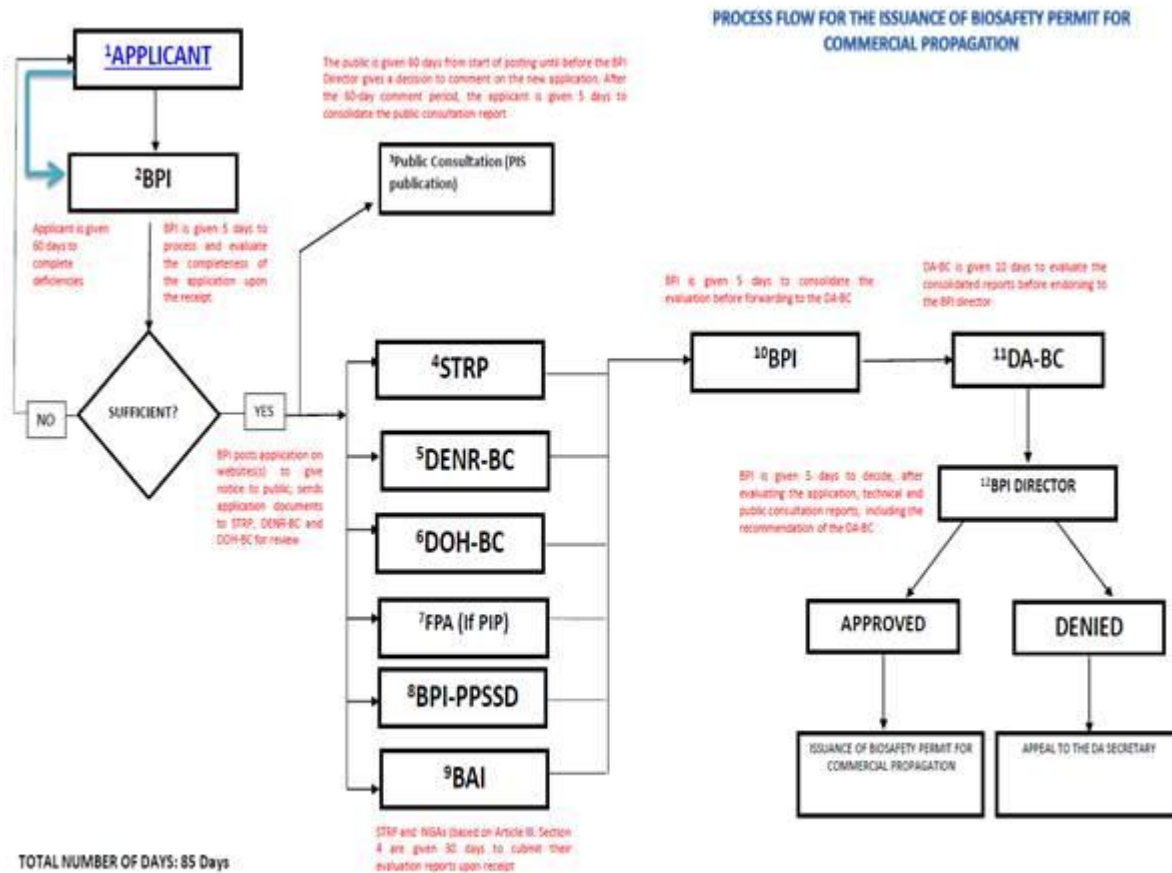 PROCESS FLOW FOR THE ISSUANCE OF BIOSAFETY PERMIT FOR
COMMERCIAL PROPAGATION
¹APPLICANT
The public is given 60 days from start of posting until before the BPI
Director gives a decision to comment on the new application. After
the 60-day comment period, the applicant is given 5 days to
consolidate the public consultation report
²BPI
³Public Consultation (PIS
publication)
Applicant is given
60 days to
complete
deficiencies
BPI is given 5 days to
process and evaluate
the completeness of
the application upon
the receipt
SUFFICIENT?
NO
YES
BPI posts application on
website(s) to give
notice to public; sends
application documents
to STRP, DENR-BC and
DOH-BC for review
⁴STRP
⁵DENR-BC
⁶DOH-BC
⁷FPA (If PIP)
⁸BPI-PPSSD
⁹BAI
STRP and NGAs (based on Article III. Section
4 are given 30 days to submit their
evaluation reports upon receipt
BPI is given 5 days to consolidate the
evaluation before forwarding to the DA-BC
¹⁰BPI
DA-BC is given 10 days to evaluate the
consolidated reports before endorsing to
the BPI director
¹¹DA-BC
BPI is given 5 days to decide, after
evaluating the application, technical and
public consultation reports, including the
recommendation of the DA-BC
¹²BPI DIRECTOR
APPROVED
DENIED
ISSUANCE OF BIOSAFETY PERMIT FOR
COMMERCIAL PROPAGATION
APPEAL TO THE DA SECRETARY
TOTAL NUMBER OF DAYS: 85 Days